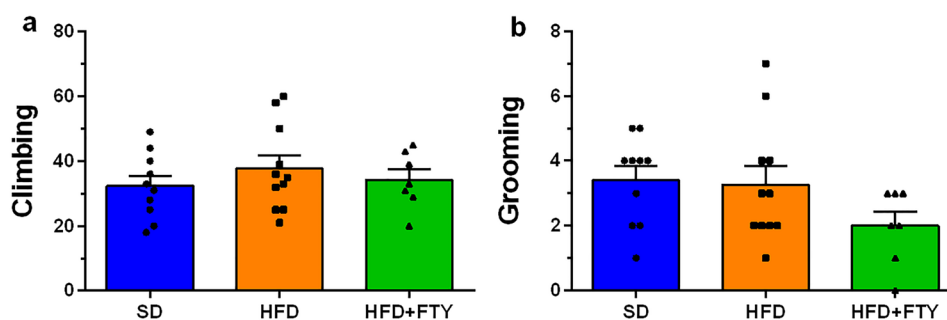 a
Climbing
80
60
40
20
0
SD HFD HFD+FTY
b
Grooming
8
6
4
2
0
SD HFD HFD+FTY